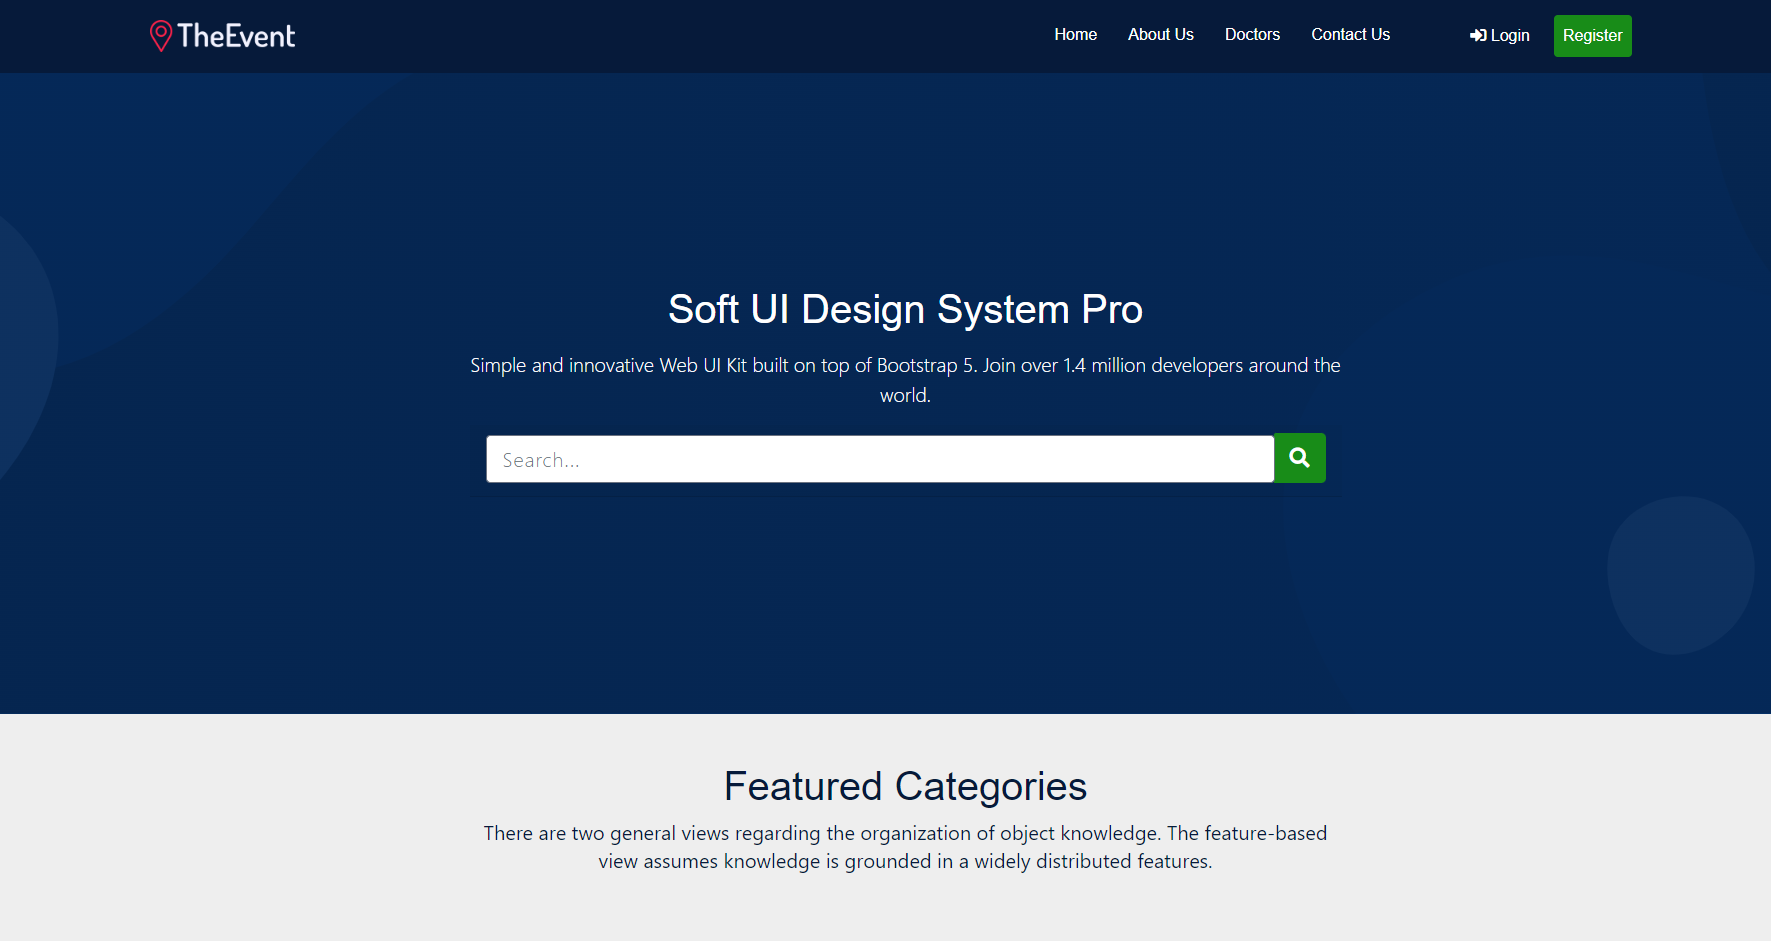 TheEvent
Home About Us Doctors Contact Us Login Register
Soft UI Design System Pro
Simple and innovative Web UI Kit built on top of Bootstrap 5. Join over 1.4 million developers around the
world.
Search...
Featured Categories
There are two general views regarding the organization of object knowledge. The feature-based
view assumes knowledge is grounded in a widely distributed features.